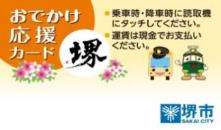 おでかけ
応援
カード
堺
● 乗車時・降車時に読取機
にタッチしてください。
● 運賃は現金でお支払い
ください。
堺市
SAKAI CITY